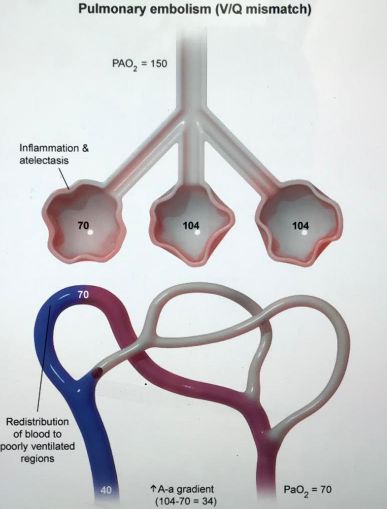 Pulmonary embolism (V/Q mismatch)
PAO₂ = 150
Inflammation &
atelectasis
70
104
104
70
Redistribution
of blood to
poorly ventilated
regions
40
↑A-a gradient
(104-70 = 34)
PaO₂ = 70